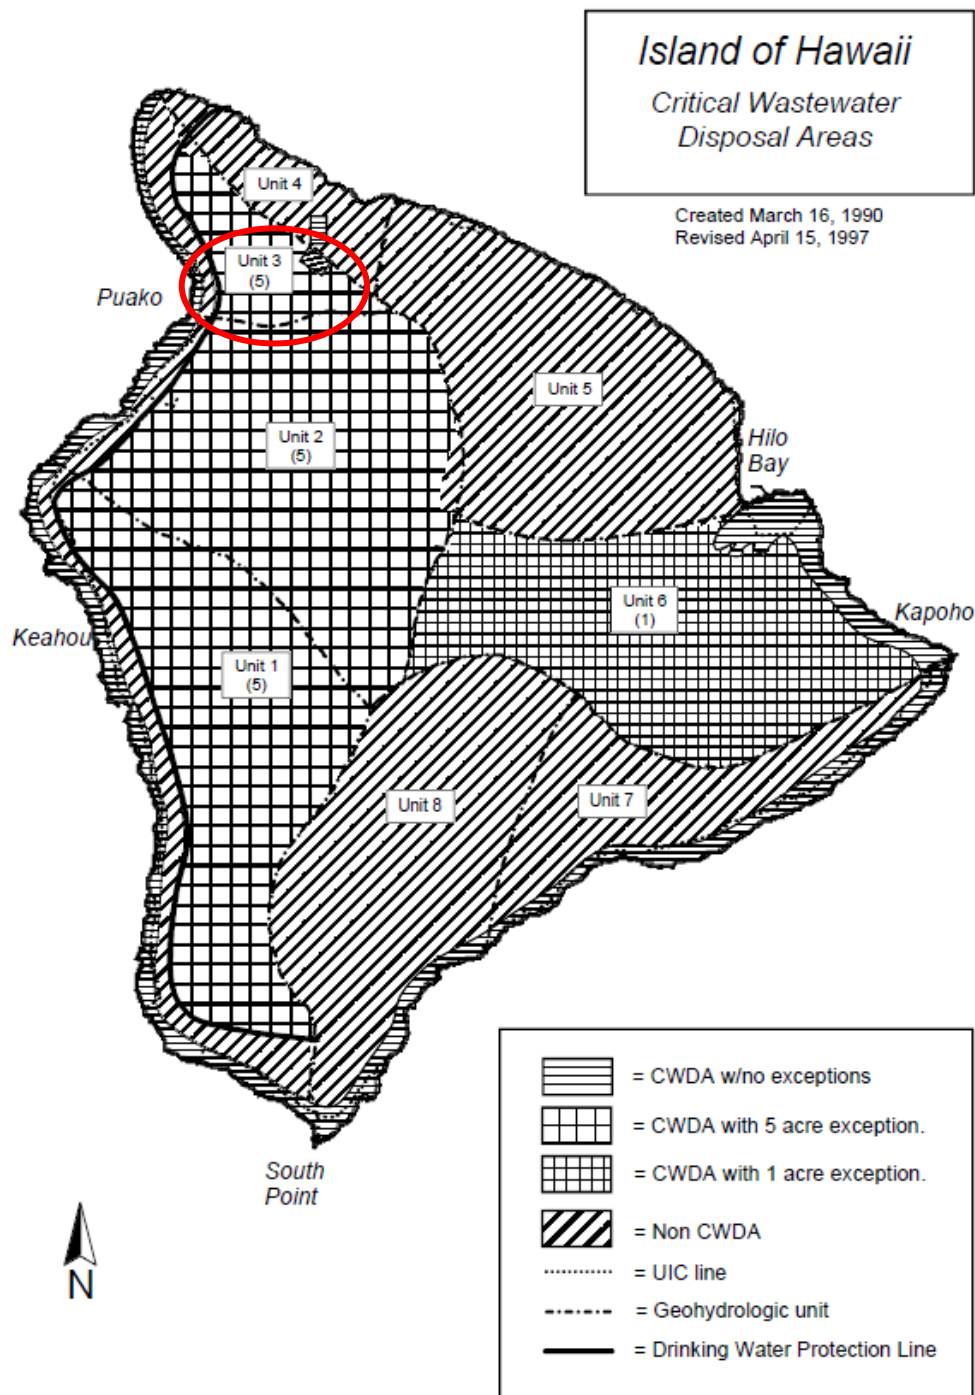 Island of Hawaii
Critical Wastewater
Disposal Areas
Created March 16, 1990
Revised April 15, 1997
Unit 4
Unit 3
(5)
Puako
Unit 5
Unit 2
(5)
Hilo
Bay
Unit 6
(1)
Kapoho
Keahou
Unit 1
(5)
Unit 8
Unit 7
South
Point
N
= CWDA w/no exceptions
= CWDA with 5 acre exception.
= CWDA with 1 acre exception.
= Non CWDA
= UIC line
= Geohydrologic unit
= Drinking Water Protection Line